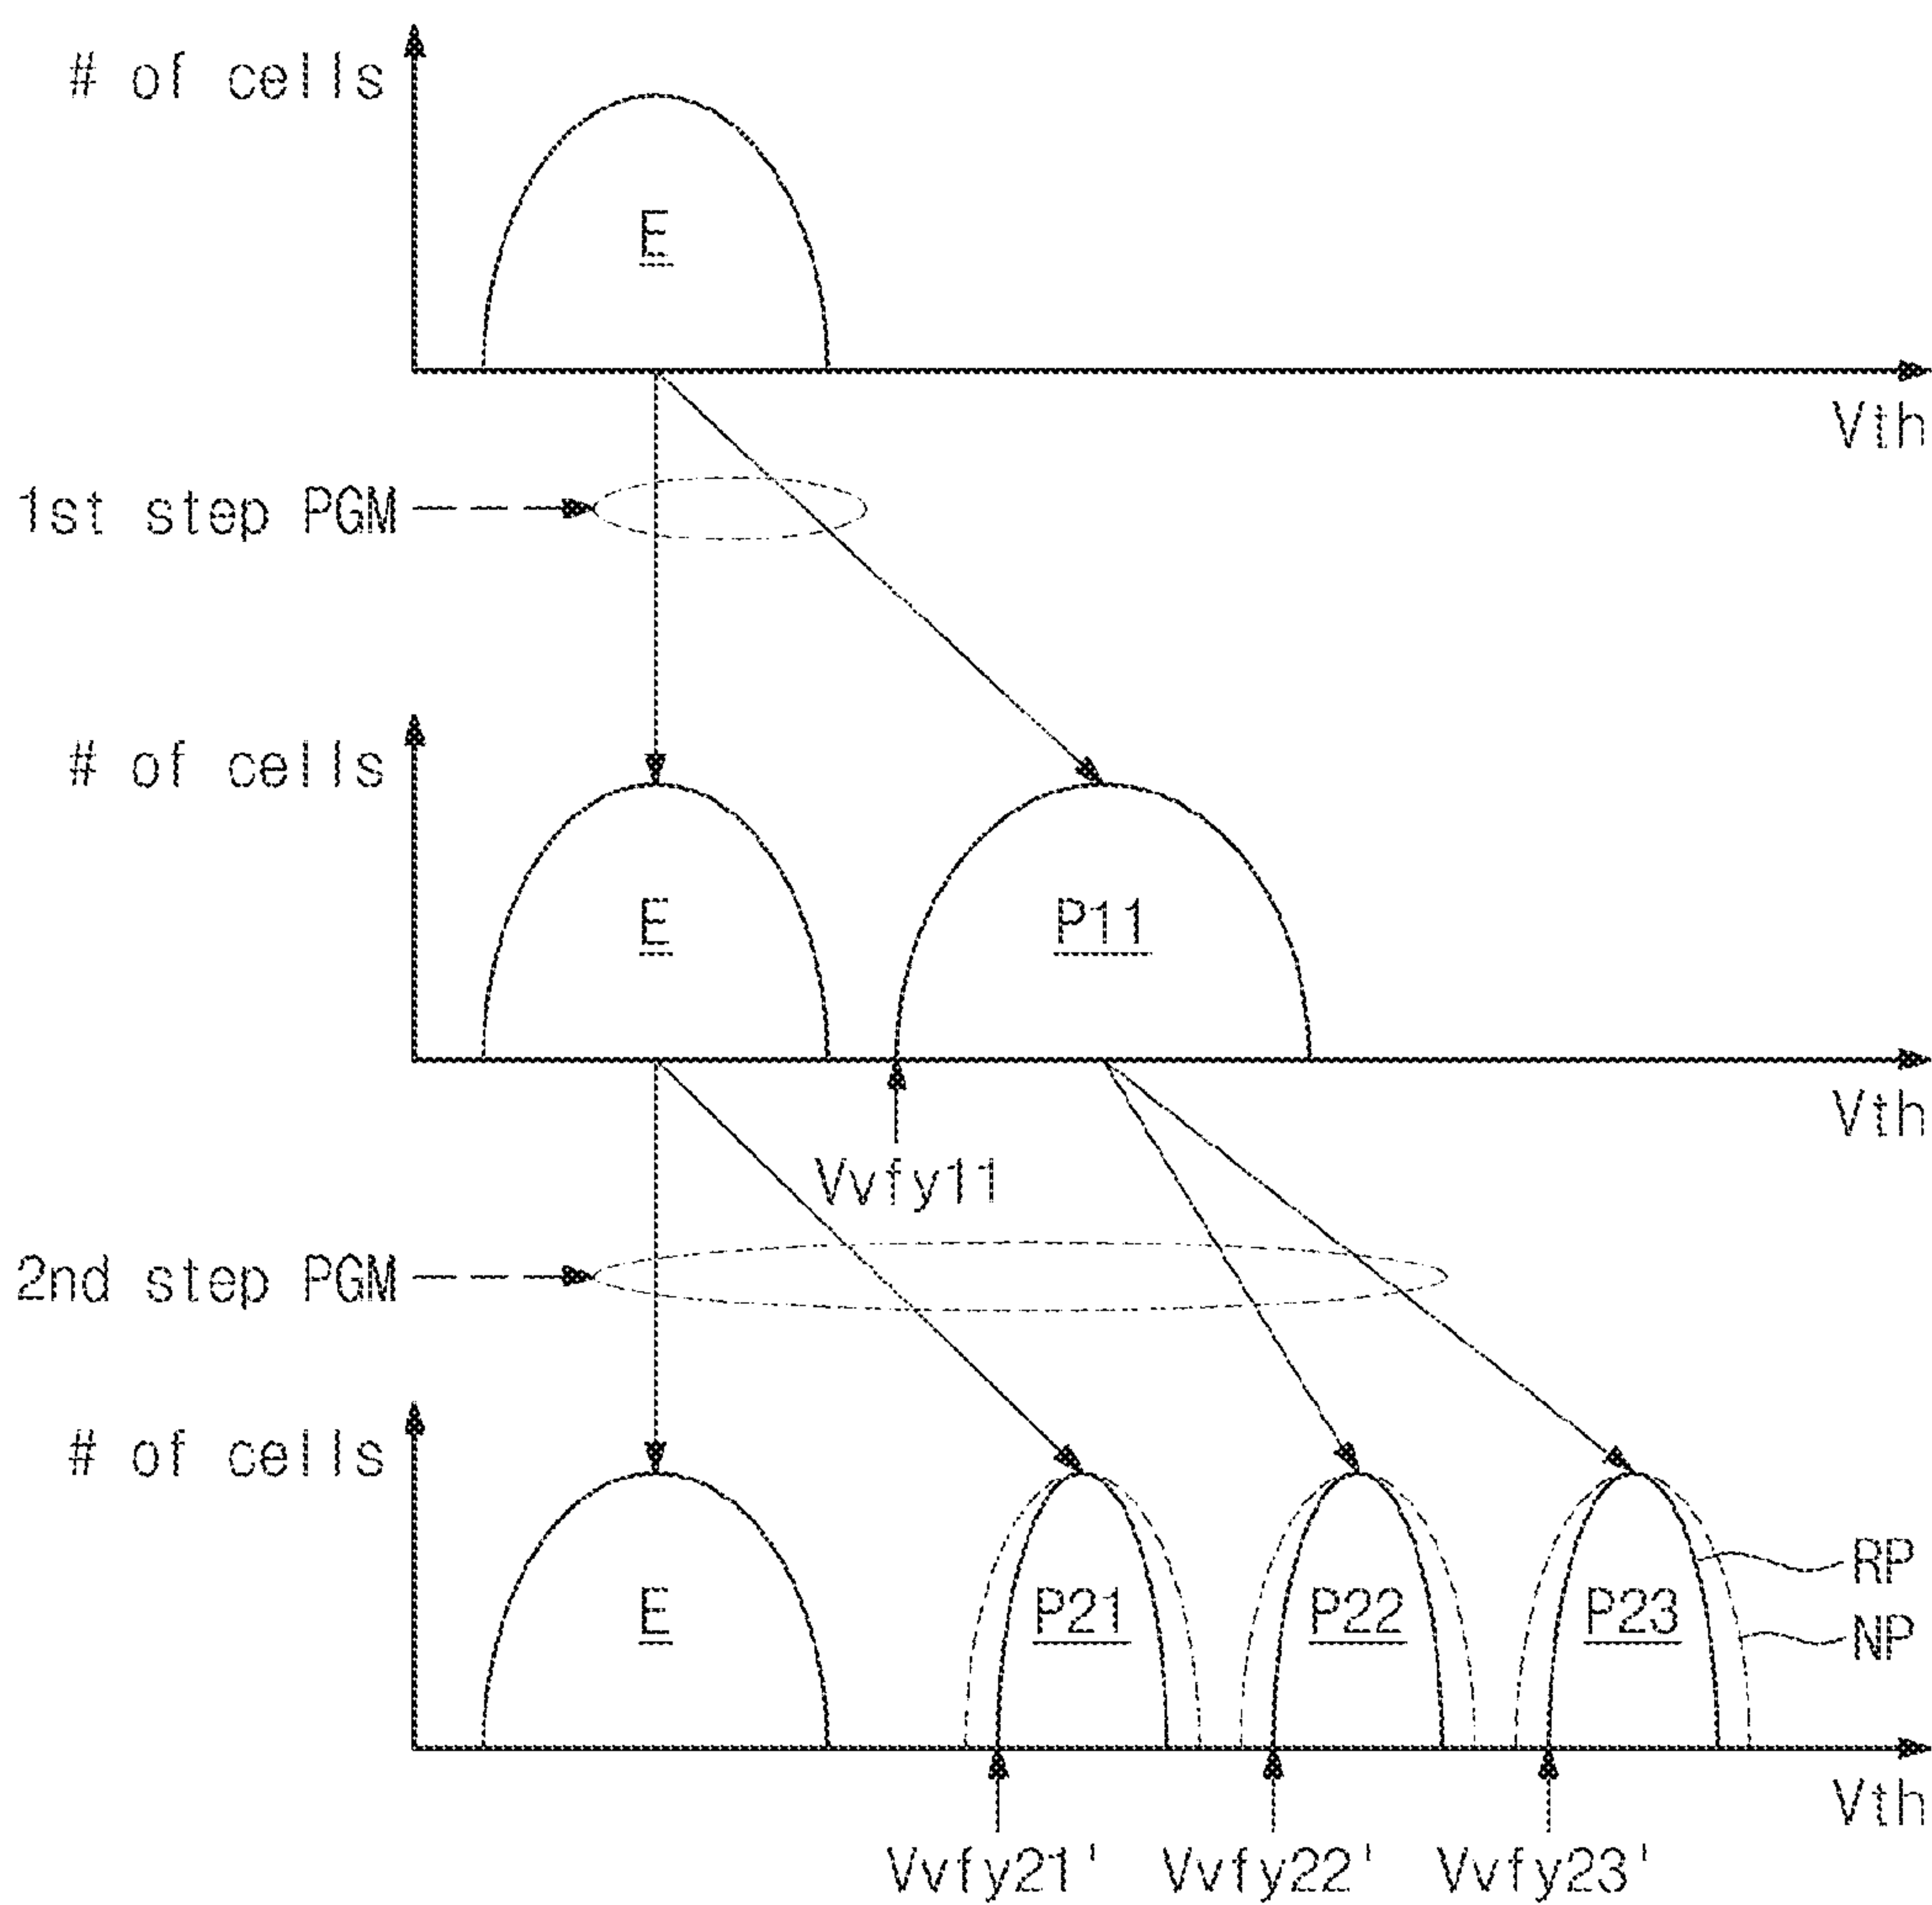 # of cells
E
Vth
1st step PGM
# of cells
E
P11
Vth
Vvfy11
2nd step PGM
# of cells
E
P21
P22
P23
RP
NP
Vth
Vvfy21'
Vvfy22'
Vvfy23'